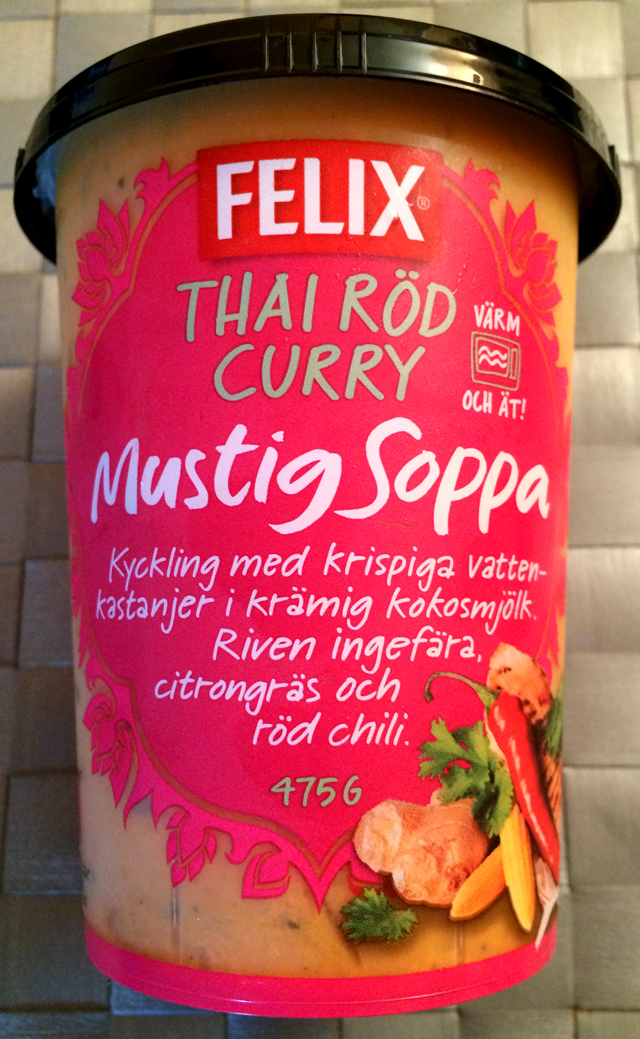 FELIX®
THAI RÖD
CURRY
VÄRM
OCH ÄT!
Mustig Soppa
Kyckling med krispiga vatten-
kastanjer i krämig kokosmjölk.
Riven ingefära,
citrongräs och
röd chili.
475G